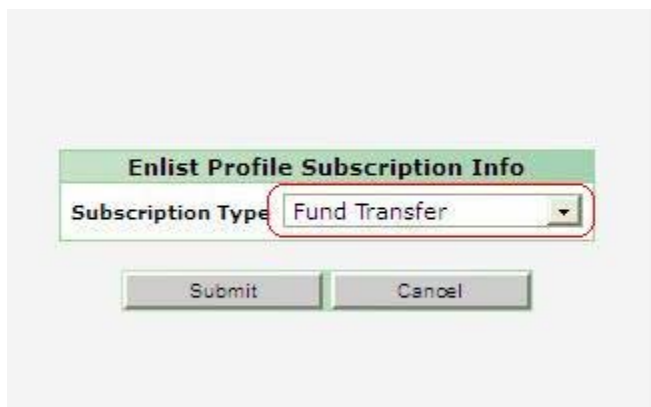 Enlist Profile Subscription Info
Subscription Type Fund Transfer
Submit Cancel